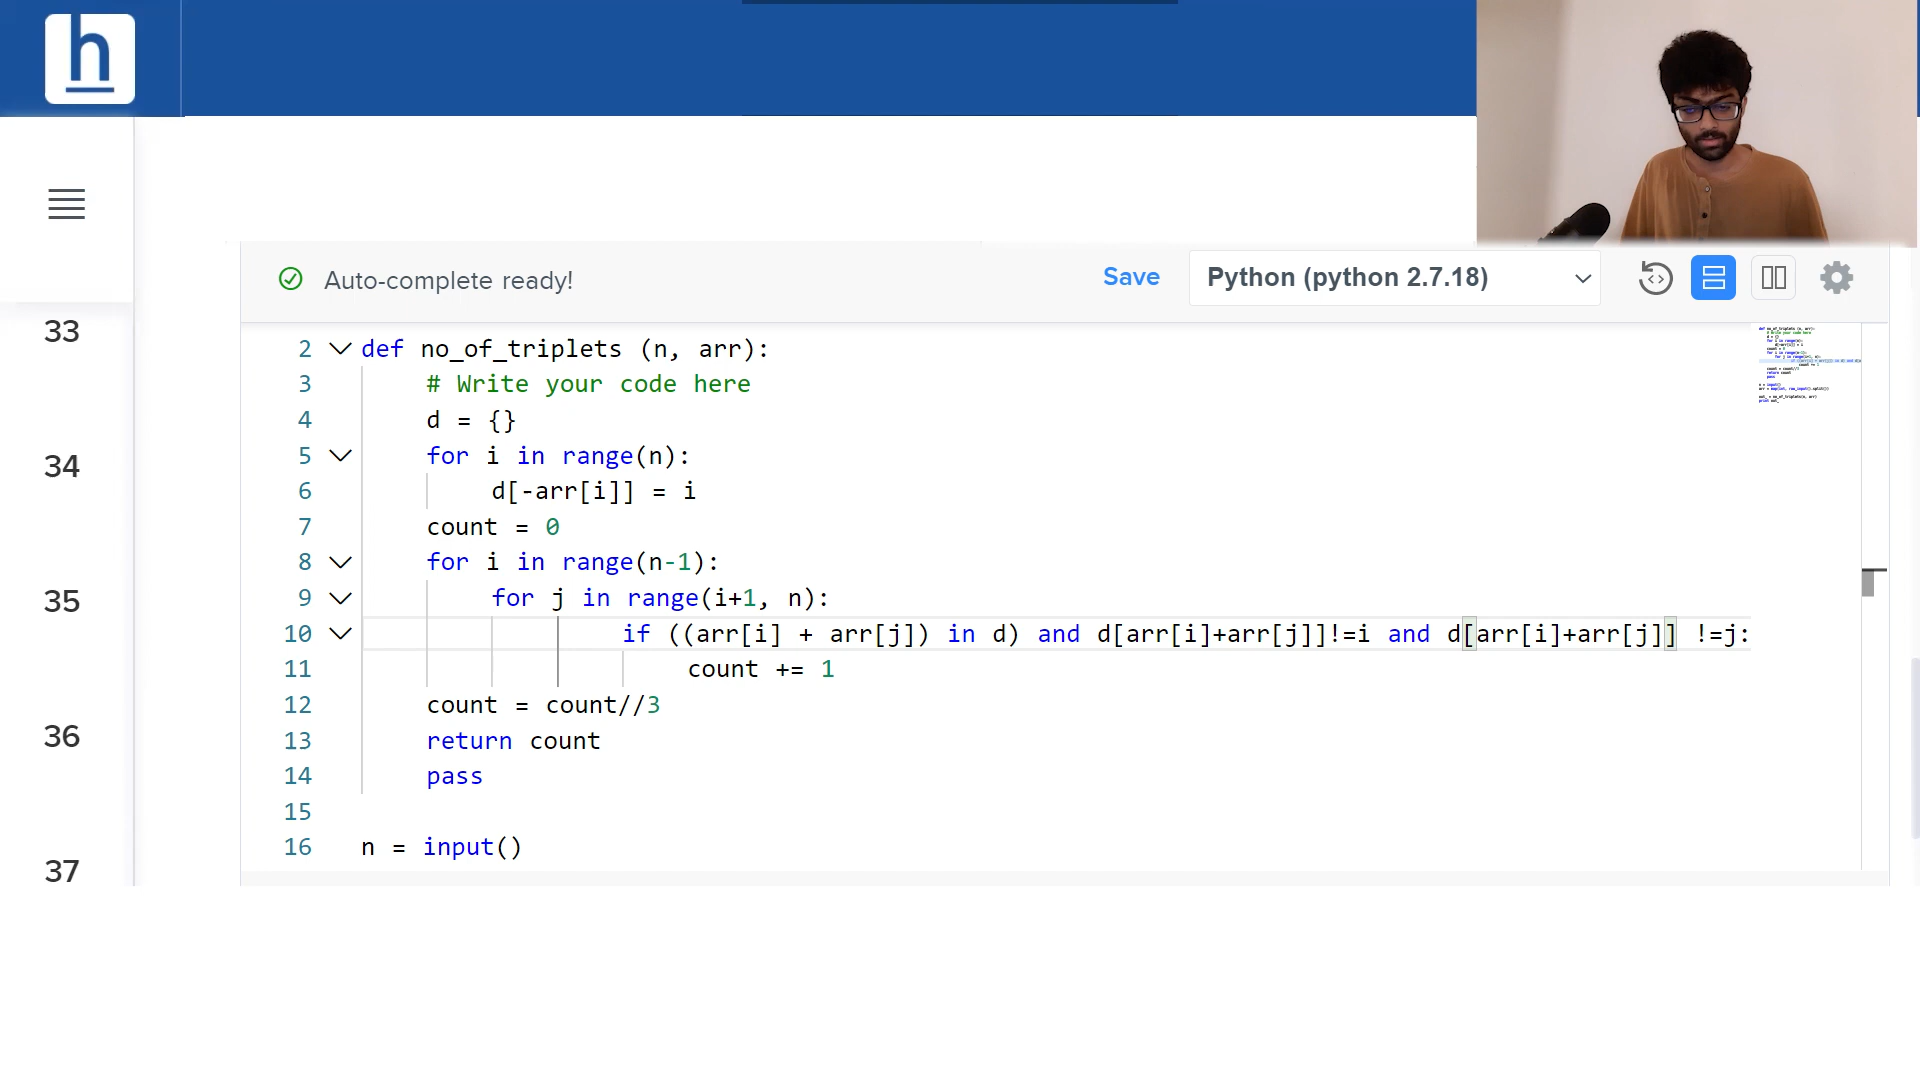 h
Auto-complete ready!
Save
Python (python 2.7.18)
33
34
35
36
37
2 def no_of_triplets (n, arr):
3 # Write your code here
4 d = {}
5 for i in range(n):
6 d[-arr[i]] = i
7 count = 0
8 for i in range(n-1):
9 for j in range(i+1, n):
10 if ((arr[i] + arr[j]) in d) and d[arr[i]+arr[j]]!=i and d[arr[i]+arr[j]] !=j:
11 count += 1
12 count = count//3
13 return count
14 pass
15
16 n = input()